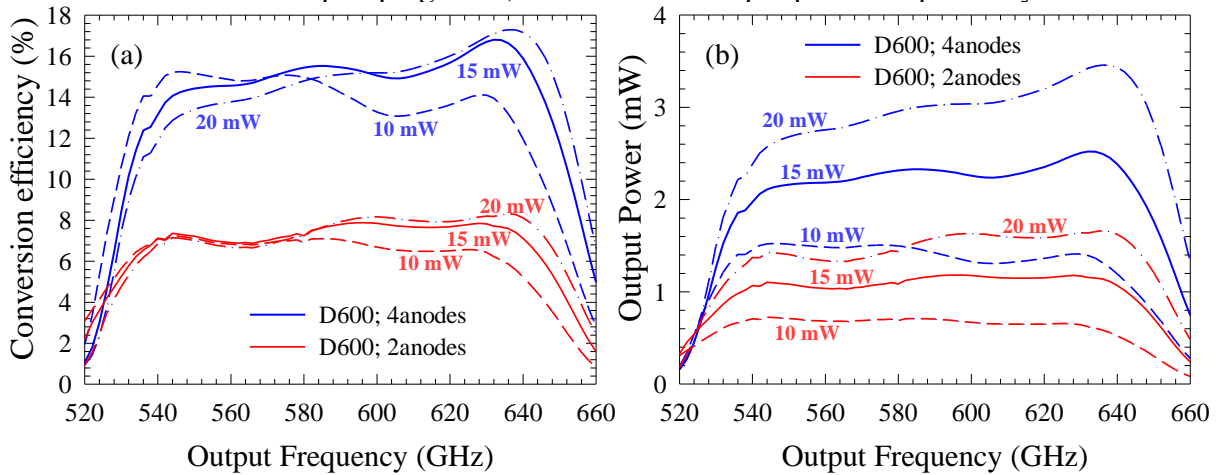 Conversion efficiency (%)
18
16
14
12
10
8
6
4
2
0
(a)
15 mW
20 mW
10 mW
20 mW
15 mW
10 mW
D600; 4anodes
D600; 2anodes
520 540 560 580 600 620 640 660
Output Frequency (GHz)
Output Power (mW)
4
3
2
1
0
(b)
D600; 4anodes
D600; 2anodes
20 mW
15 mW
10 mW
20 mW
15 mW
10 mW
520 540 560 580 600 620 640 660
Output Frequency (GHz)